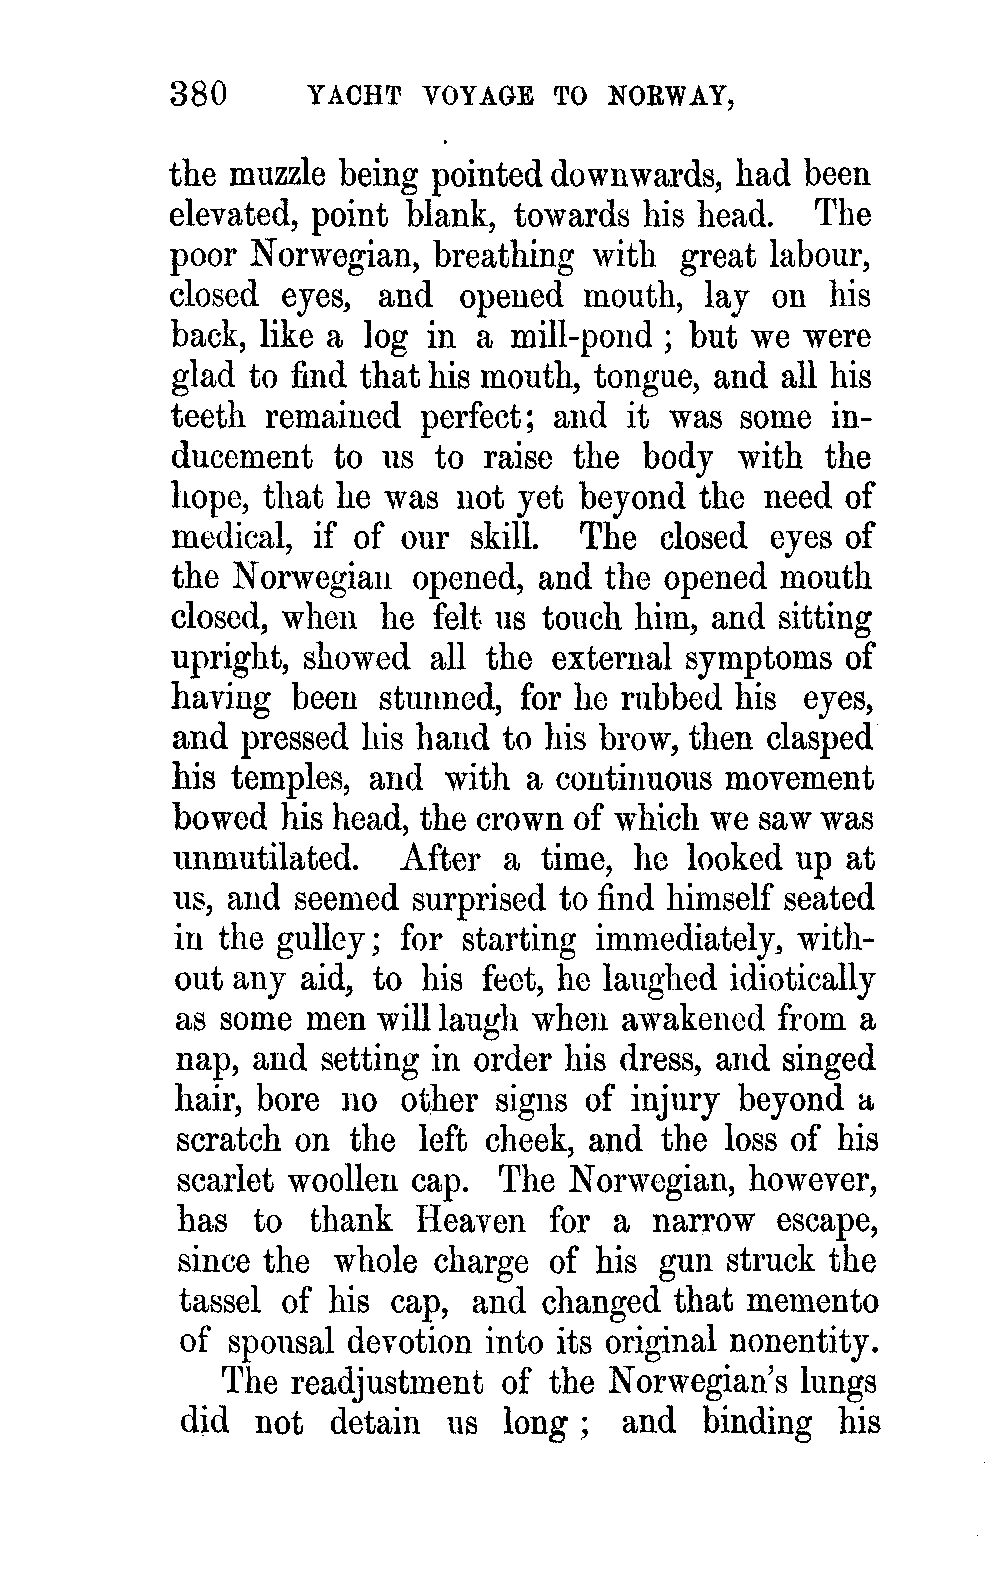 380 YACHT VOYAGE TO NORWAY,
the muzzle being pointed downwards, had been
elevated, point blank, towards his head. The
poor Norwegian, breathing with great labour,
closed eyes, and opened mouth, lay on his
back, like a log in a mill-pond ; but we were
glad to find that his mouth, tongue, and all his
teeth remained perfect; and it was some in-
ducement to us to raise the body with the
hope, that he was not yet beyond the need of
medical, if of our skill. The closed eyes of
the Norwegian opened, and the opened mouth
closed, when he felt us touch him, and sitting
upright, showed all the external symptoms of
having been stunned, for he rubbed his eyes,
and pressed his hand to his brow, then clasped
his temples, and with a continuous movement
bowed his head, the crown of which we saw was
unmutilated. After a time, he looked up at
us, and seemed surprised to find himself seated
in the gulley; for starting immediately, with-
out any aid, to his feet, he laughed idiotically
as some men will laugh when awakened from a
nap, and setting in order his dress, and singed
hair, bore no other signs of injury beyond a
scratch on the left cheek, and the loss of his
scarlet woollen cap. The Norwegian, however,
has to thank Heaven for a narrow escape,
since the whole charge of his gun struck the
tassel of his cap, and changed that memento
of spousal devotion into its original nonentity.
The readjustment of the Norwegian's lungs
did not detain us long ; and binding his